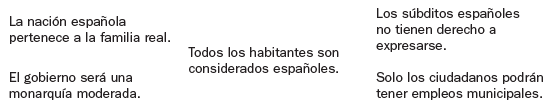 La nación española
pertenece a la familia real.
El gobierno será una
monarquía moderada.
Todos los habitantes son
considerados españoles.
Los súbditos españoles
no tienen derecho a
expresarse.
Solo los ciudadanos podrán
tener empleos municipales.